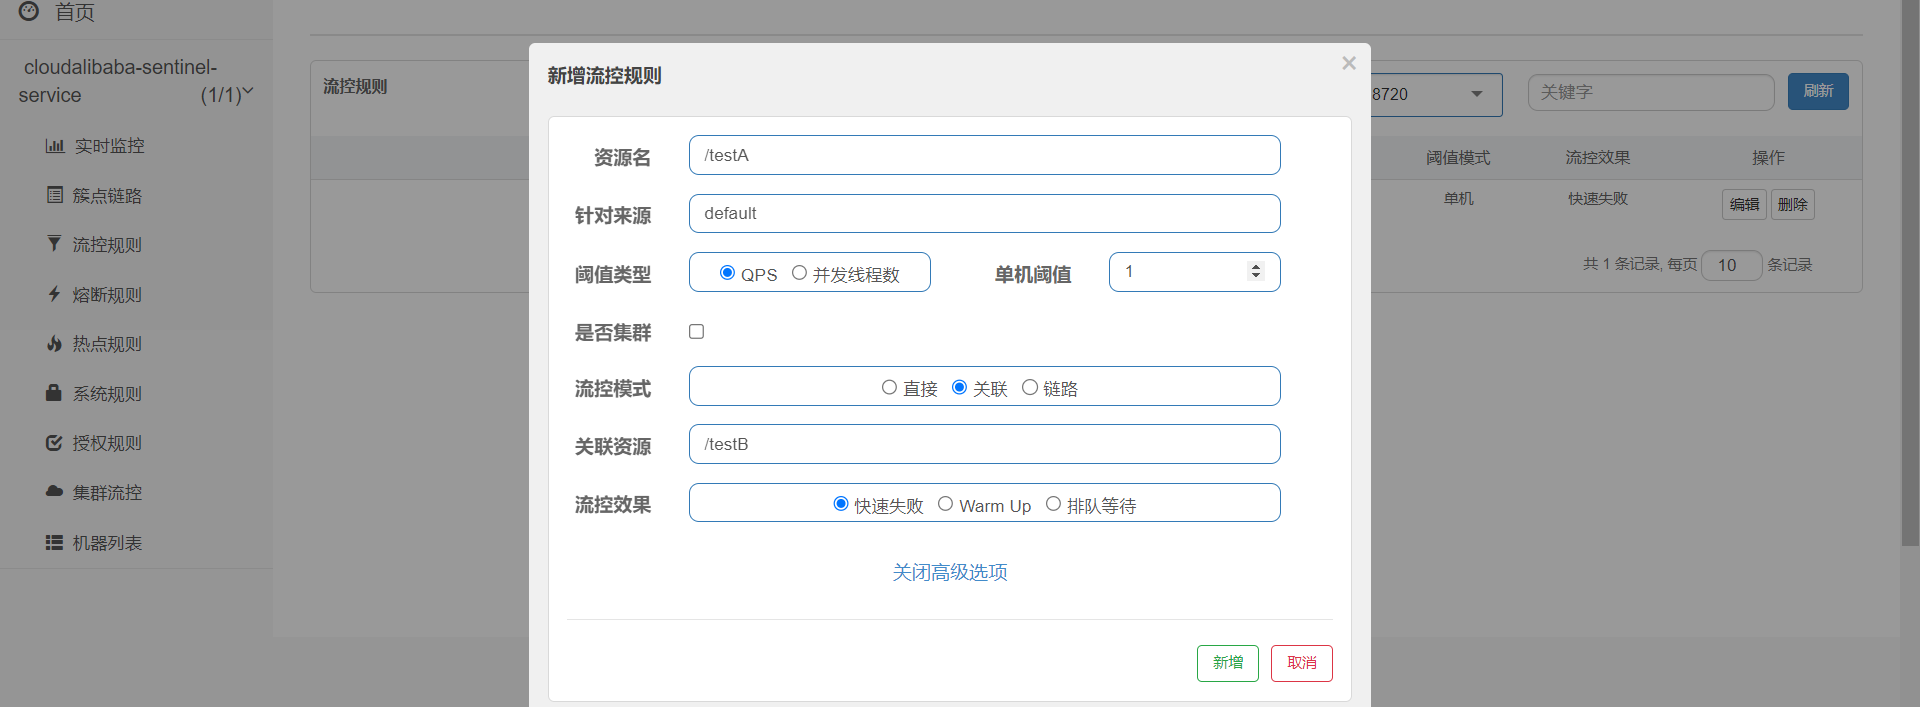 首页
cloudalibaba-sentinel-
service (1/1)
实时监控
簇点链路
流控规则
熔断规则
热点规则
系统规则
授权规则
集群流控
机器列表
流控规则
8720
关键字
刷新
阈值模式 流控效果 操作
单机 快速失败 编辑 删除
共 1 条记录, 每页 10 条记录
新增流控规则 ×
资源名 /testA
针对来源 default
阈值类型 QPS 并发线程数 单机阈值 1
是否集群
流控模式 直接 关联 链路
关联资源 /testB
流控效果 快速失败 Warm Up 排队等待
关闭高级选项
新增 取消